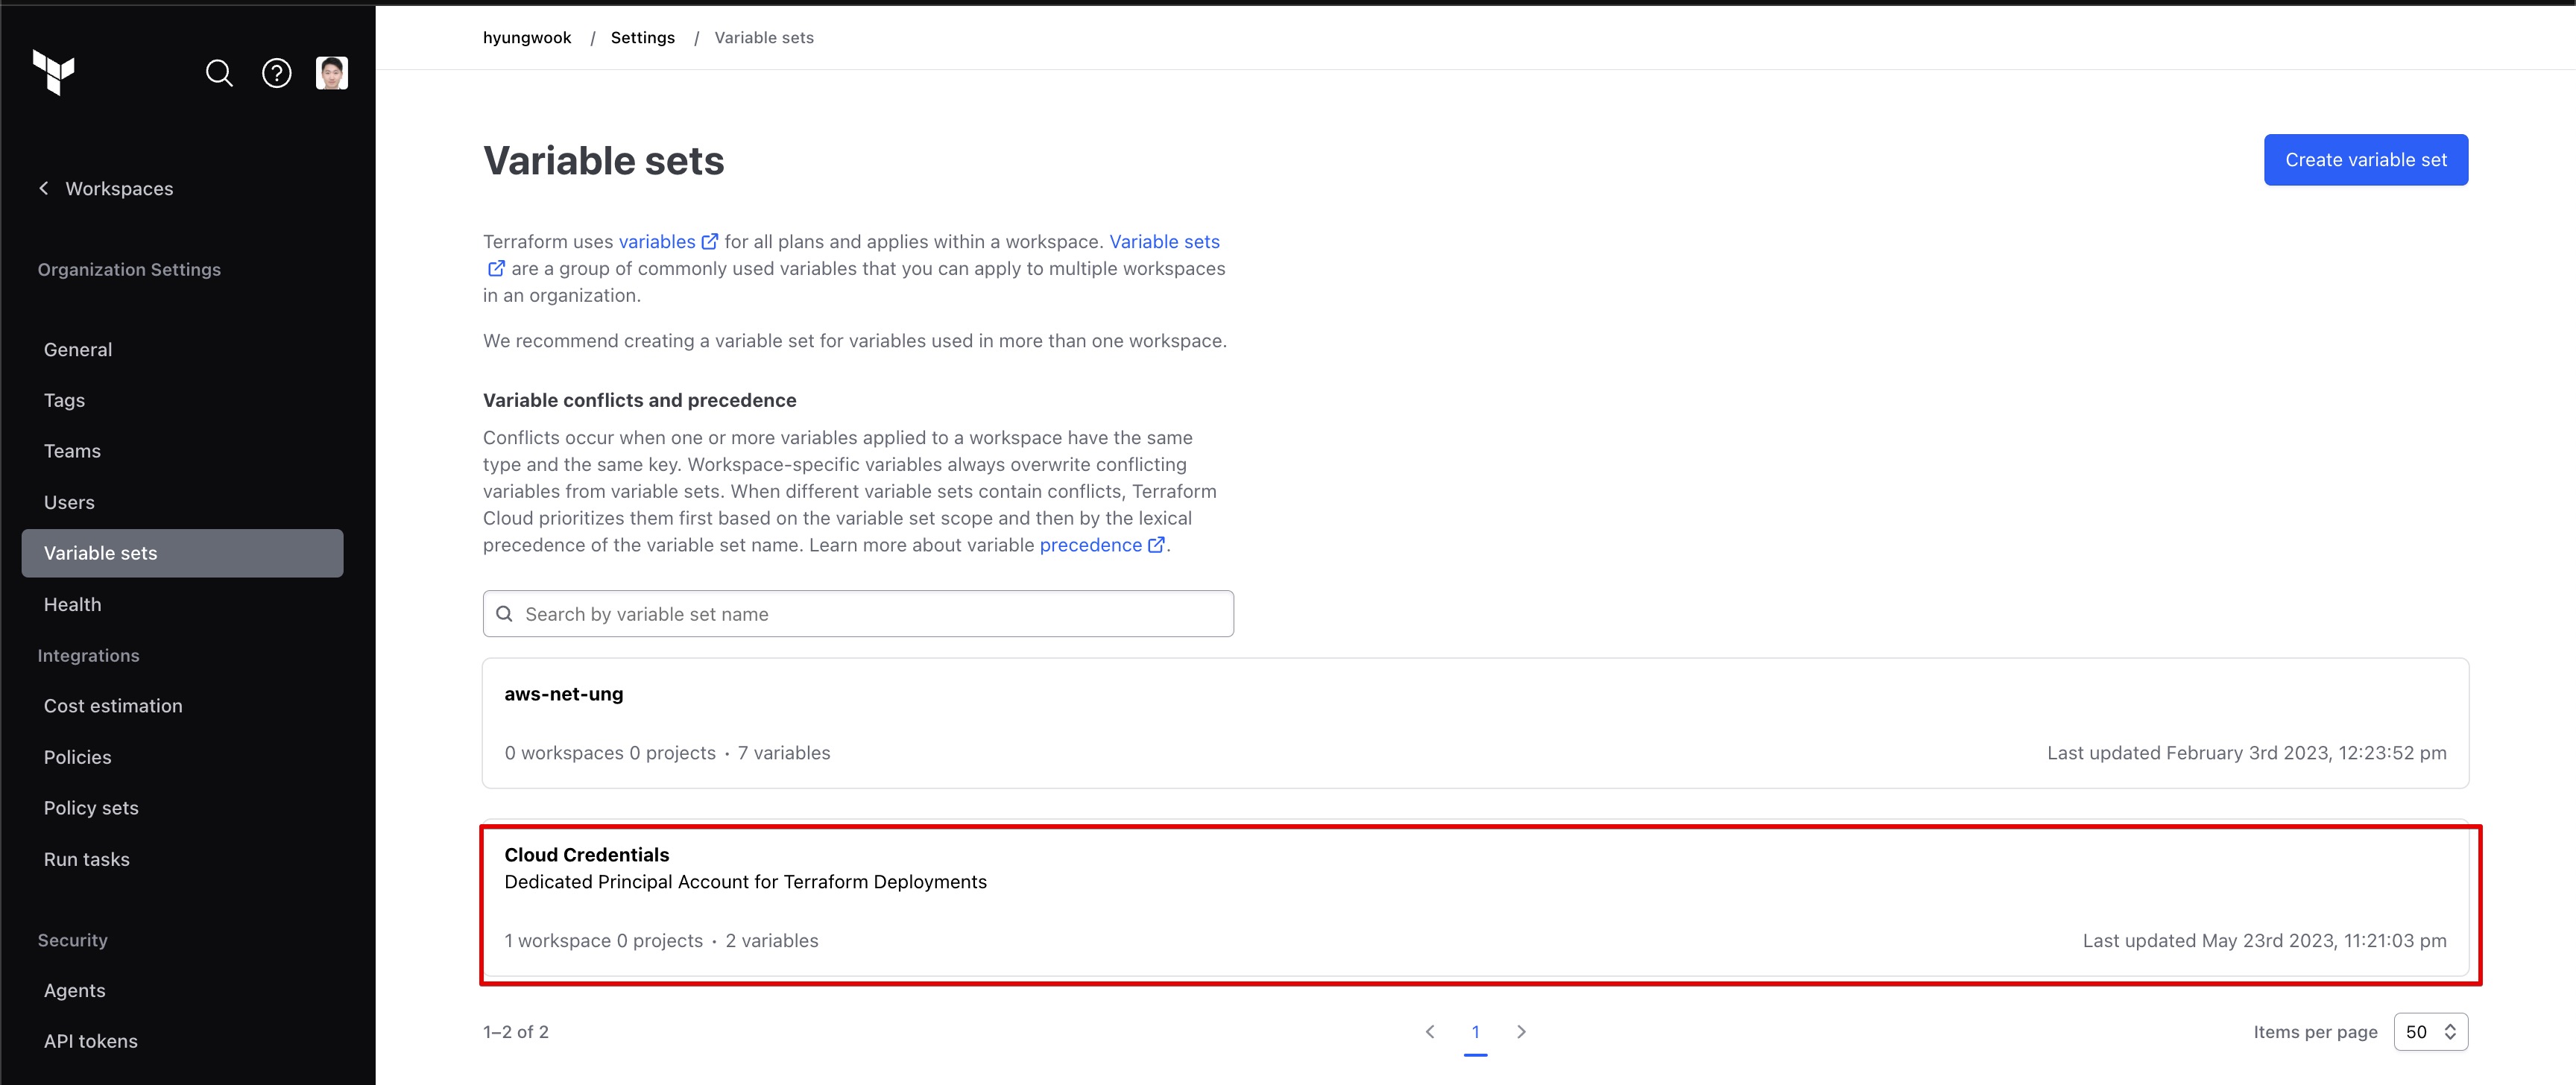 hyungwook / Settings / Variable sets
Workspaces
Organization Settings
General
Tags
Teams
Users
Variable sets
Health
Integrations
Cost estimation
Policies
Policy sets
Run tasks
Security
Agents
API tokens
Variable sets
Create variable set
Terraform uses variables for all plans and applies within a workspace. Variable sets
are a group of commonly used variables that you can apply to multiple workspaces
in an organization.
We recommend creating a variable set for variables used in more than one workspace.
Variable conflicts and precedence
Conflicts occur when one or more variables applied to a workspace have the same
type and the same key. Workspace-specific variables always overwrite conflicting
variables from variable sets. When different variable sets contain conflicts, Terraform
Cloud prioritizes them first based on the variable set scope and then by the lexical
precedence of the variable set name. Learn more about variable precedence .
Search by variable set name
aws-net-ung
0 workspaces 0 projects · 7 variables
Last updated February 3rd 2023, 12:23:52 pm
Cloud Credentials
Dedicated Principal Account for Terraform Deployments
1 workspace 0 projects · 2 variables
Last updated May 23rd 2023, 11:21:03 pm
1–2 of 2
1
Items per page 50